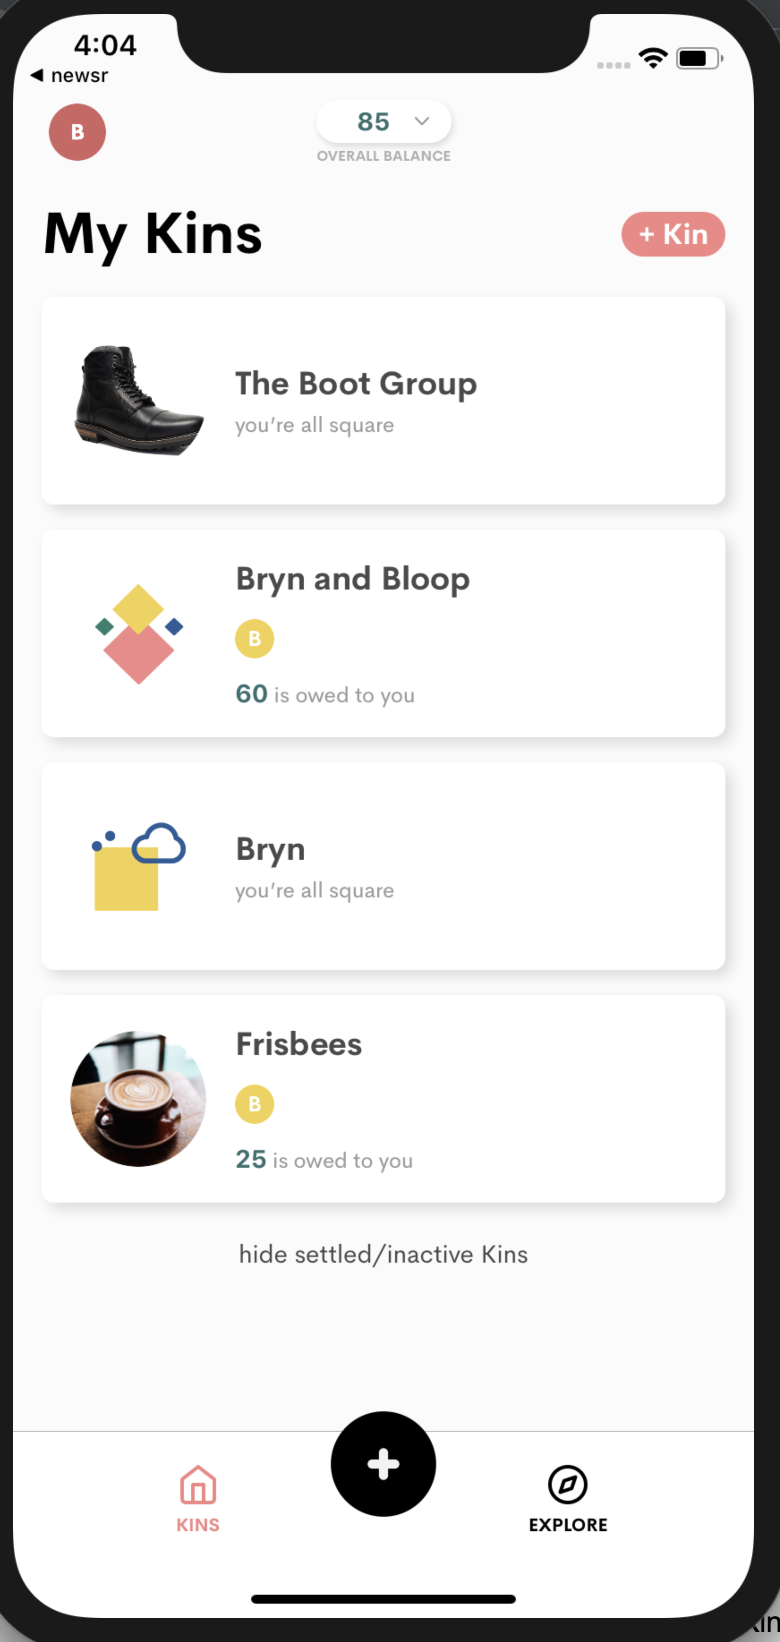 4:04
◀ newsr
B
85
OVERALL BALANCE
My Kins
+ Kin
The Boot Group
you’re all square
Bryn and Bloop
B
60 is owed to you
Bryn
you’re all square
Frisbees
B
25 is owed to you
hide settled/inactive Kins
KINS
EXPLORE